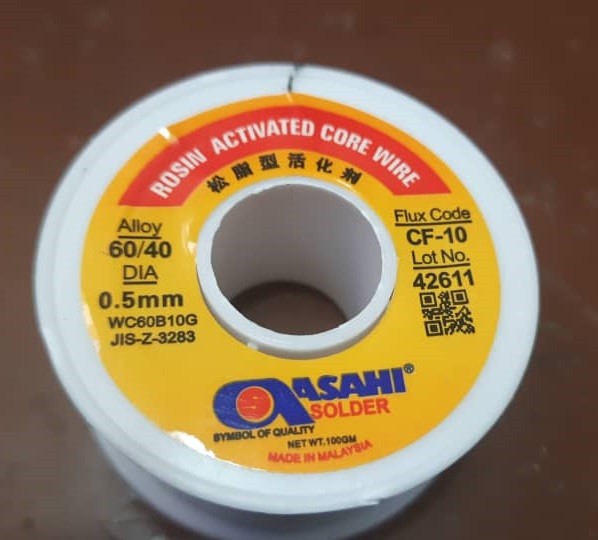 ROSIN ACTIVATED CORE WIRE
松脂型活化剂
Alloy
60/40
DIA
0.5mm
WC60B10G
JIS-Z-3283
Flux Code
CF-10
Lot No.
42611
ASAHI®
SOLDER
SYMBOL OF QUALITY
NET WT.100GM
MADE IN MALAYSIA